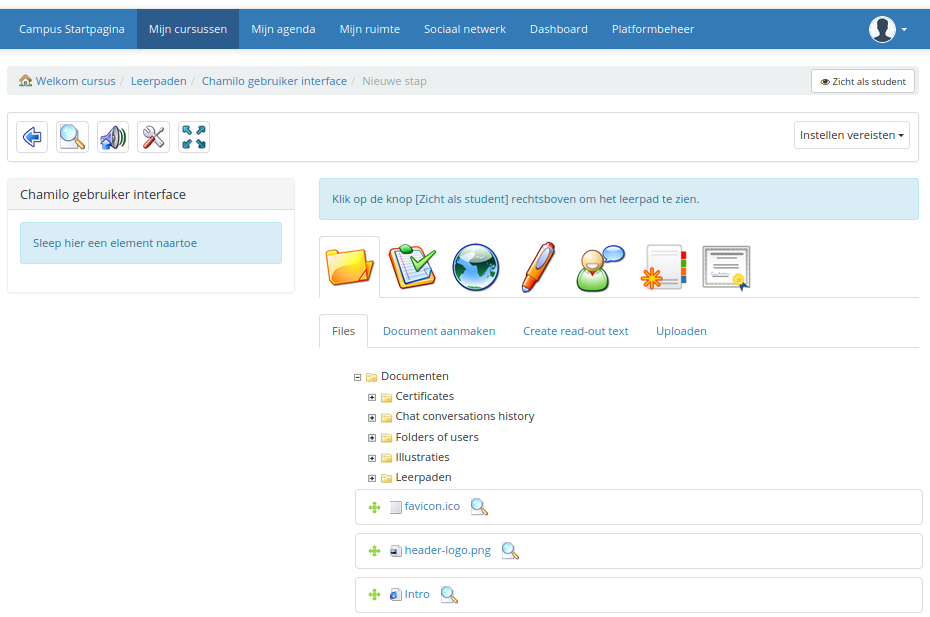 Campus Startpagina Mijn cursussen Mijn agenda Mijn ruimte Sociaal netwerk Dashboard Platformbeheer
Welkom cursus / Leerpaden / Chamilo gebruiker interface / Nieuwe stap
Zicht als student
Instellen vereisten
Chamilo gebruiker interface
Sleep hier een element naartoe
Klik op de knop [Zicht als student] rechtsboven om het leerpad te zien.
Files Document aanmaken Create read-out text Uploaden
Documenten
Certificates
Chat conversations history
Folders of users
Illustraties
Leerpaden
favicon.ico
header-logo.png
Intro